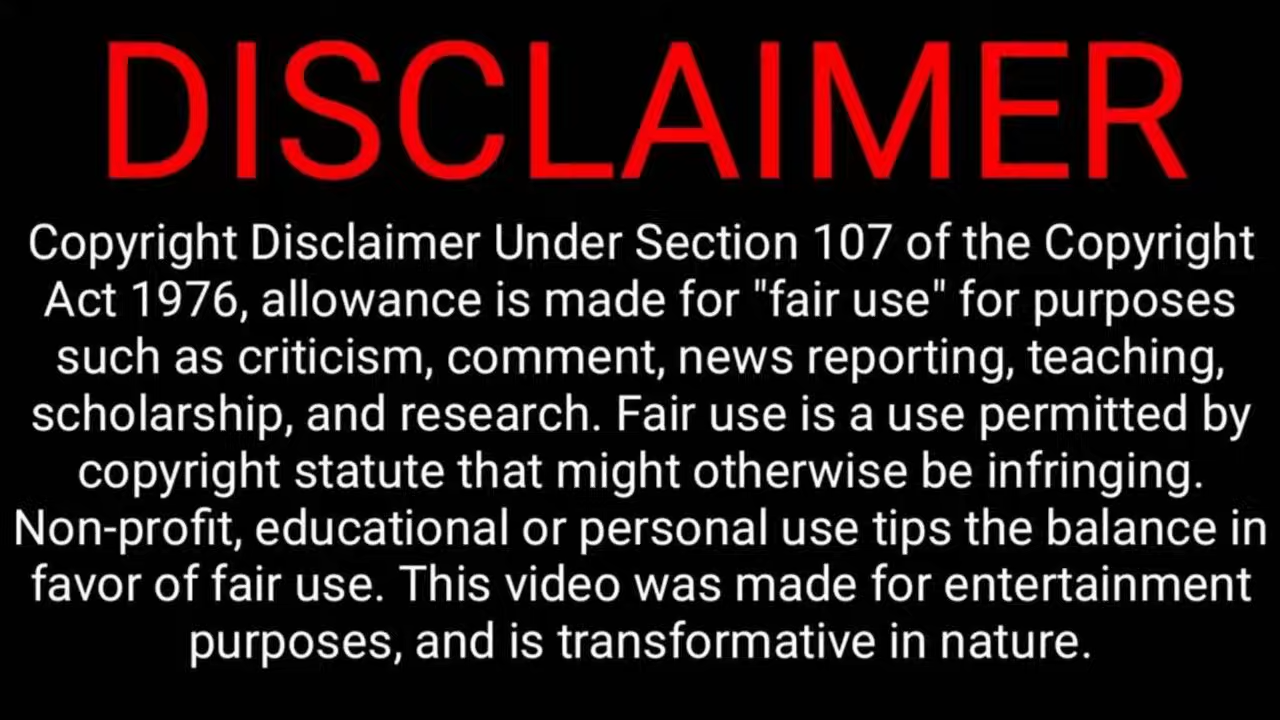 DISCLAIMER
Copyright Disclaimer Under Section 107 of the Copyright
Act 1976, allowance is made for "fair use" for purposes
such as criticism, comment, news reporting, teaching,
scholarship, and research. Fair use is a use permitted by
copyright statute that might otherwise be infringing.
Non-profit, educational or personal use tips the balance in
favor of fair use. This video was made for entertainment
purposes, and is transformative in nature.